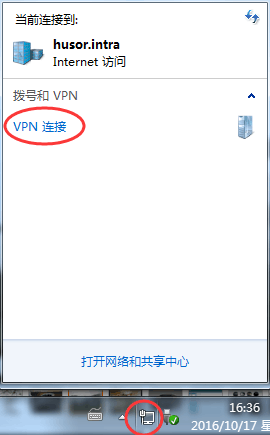 当前连接到:
husor.intra
Internet 访问
拨号和 VPN
VPN 连接
打开网络和共享中心
16:36
2016/10/17 星